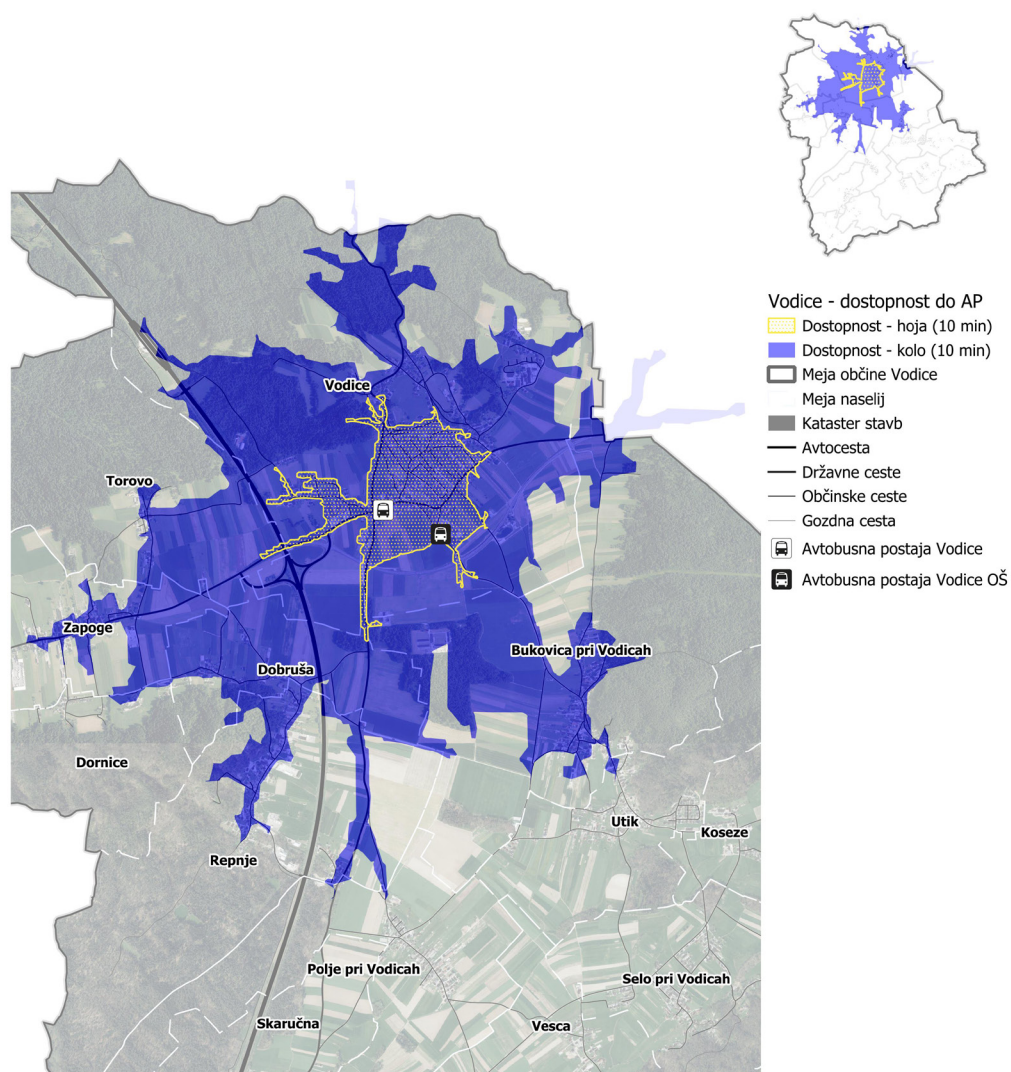 Vodice - dostopnost do AP
Dostopnost - hoja (10 min)
Dostopnost - kolo (10 min)
Meja občine Vodice
Meja naselij
Kataster stavb
Avtocesta
Državne ceste
Občinske ceste
Gozdna cesta
Avtobusna postaja Vodice
Avtobusna postaja Vodice OŠ
Vodice
Torovo
Zapoge
Bukovica pri Vodicah
Dobruša
Dornice
Utik
Koseze
Repnje
Polje pri Vodicah
Selo pri Vodicah
Skaručna
Vesca